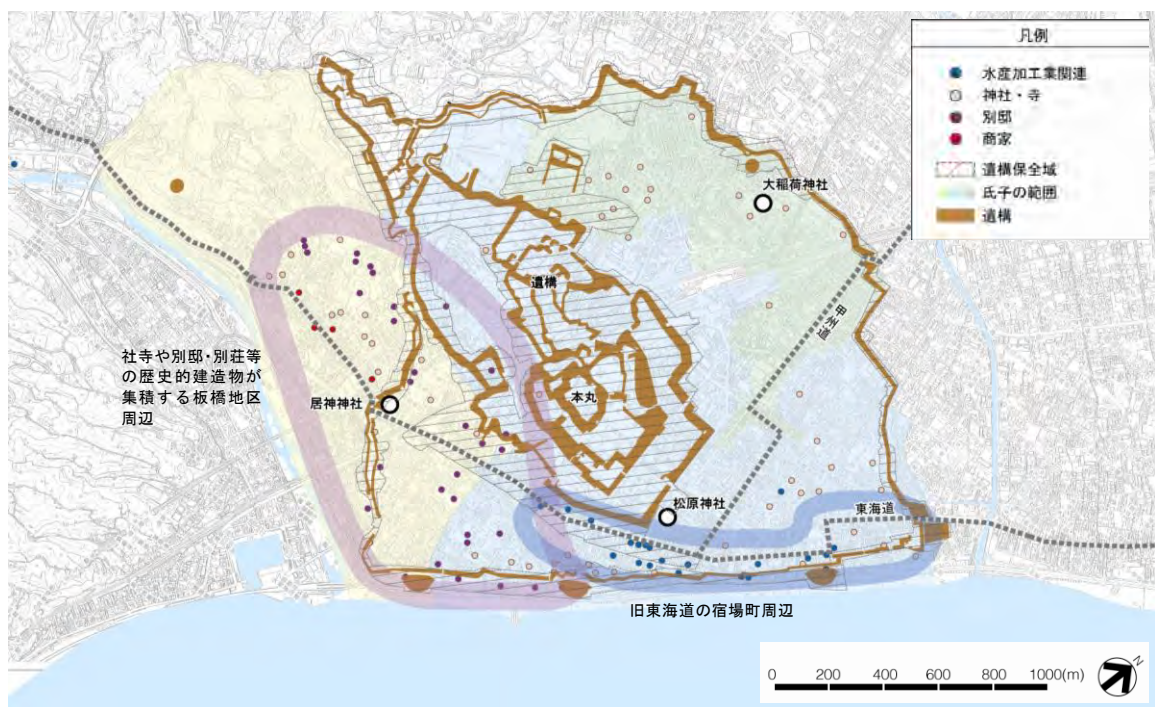 凡例
水産加工業関連
神社・寺
別邸
商家
遺構保全域
氏子の範囲
遺構
大稲荷神社
遺構
甲州道
社寺や別邸・別荘等
の歴史的建造物が
集積する板橋地区
周辺
本丸
居神神社
松原神社
東海道
旧東海道の宿場町周辺
0 200 400 600 800 1000(m)
N